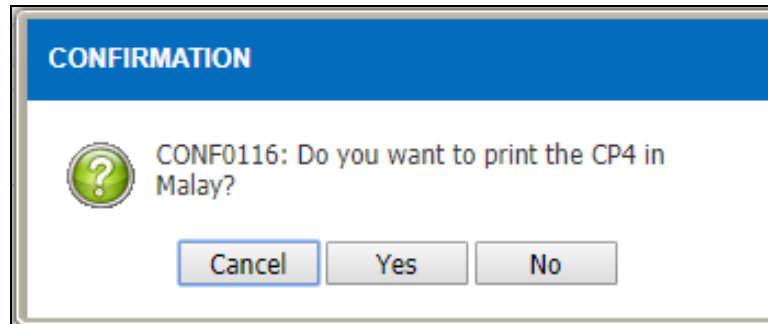 CONFIRMATION
CONF0116: Do you want to print the CP4 in
Malay?
Cancel Yes No